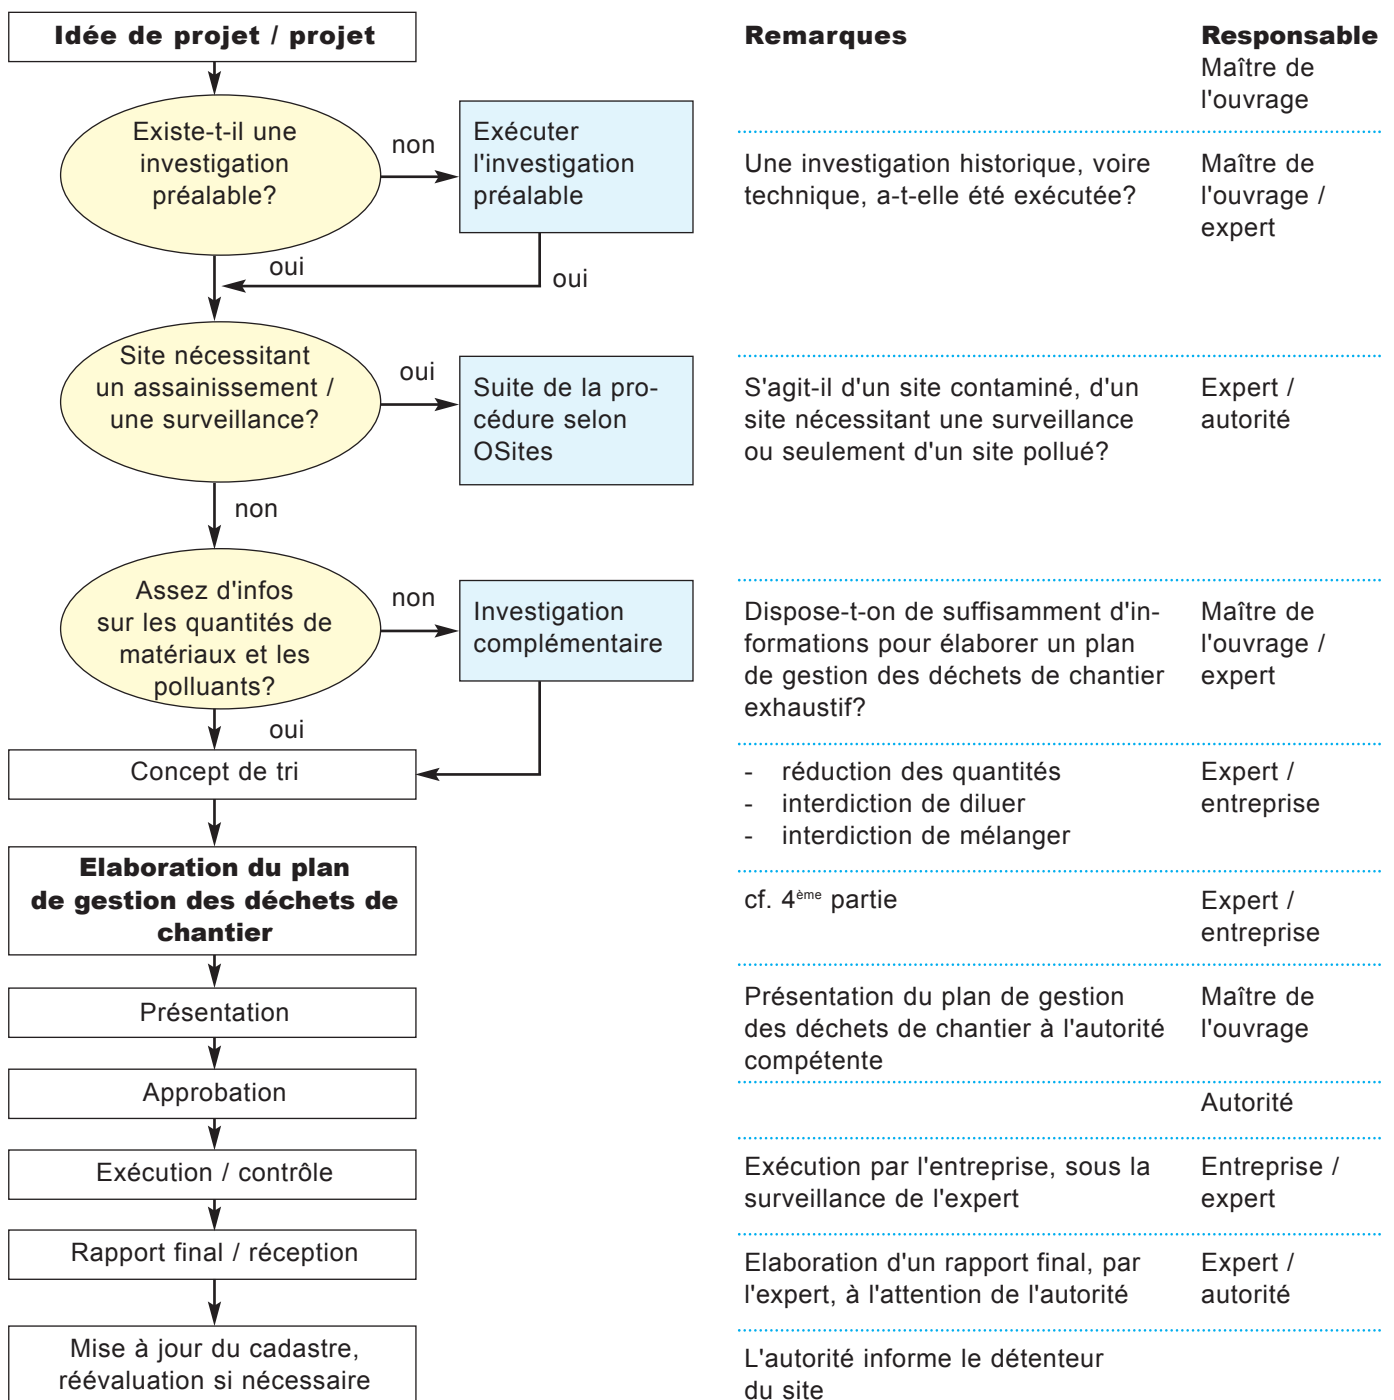 Idée de projet / projet
Remarques
Responsable
Maître de
l'ouvrage
Existe-t-il une
investigation
préalable?
non
Exécuter
l'investigation
préalable
Une investigation historique, voire
technique, a-t-elle été exécutée?
Maître de
l'ouvrage /
expert
oui
oui
Site nécessitant
un assainissement /
une surveillance?
oui
Suite de la pro-
cédure selon
OSites
S'agit-il d'un site contaminé, d'un
site nécessitant une surveillance
ou seulement d'un site pollué?
Expert /
autorité
non
Assez d'infos
sur les quantités de
matériaux et les
polluants?
non
Investigation
complémentaire
Dispose-t-on de suffisamment d'in-
formations pour élaborer un plan
de gestion des déchets de chantier
exhaustif?
Maître de
l'ouvrage /
expert
oui
Concept de tri
- réduction des quantités
- interdiction de diluer
- interdiction de mélanger
Expert /
entreprise
Elaboration du plan
de gestion des déchets de
chantier
cf. 4ème partie
Expert /
entreprise
Présentation
Présentation du plan de gestion
des déchets de chantier à l'autorité
compétente
Maître de
l'ouvrage
Approbation
Autorité
Exécution / contrôle
Exécution par l'entreprise, sous la
surveillance de l'expert
Entreprise /
expert
Rapport final / réception
Elaboration d'un rapport final, par
l'expert, à l'attention de l'autorité
Expert /
autorité
Mise à jour du cadastre,
réévaluation si nécessaire
L'autorité informe le détenteur
du site